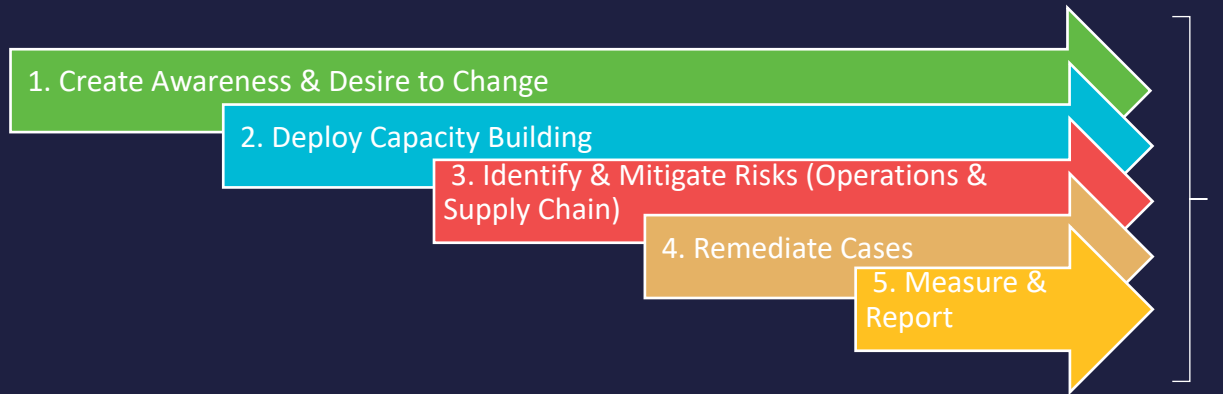 1. Create Awareness & Desire to Change
2. Deploy Capacity Building
3. Identify & Mitigate Risks (Operations &
Supply Chain)
4. Remediate Cases
5. Measure &
Report